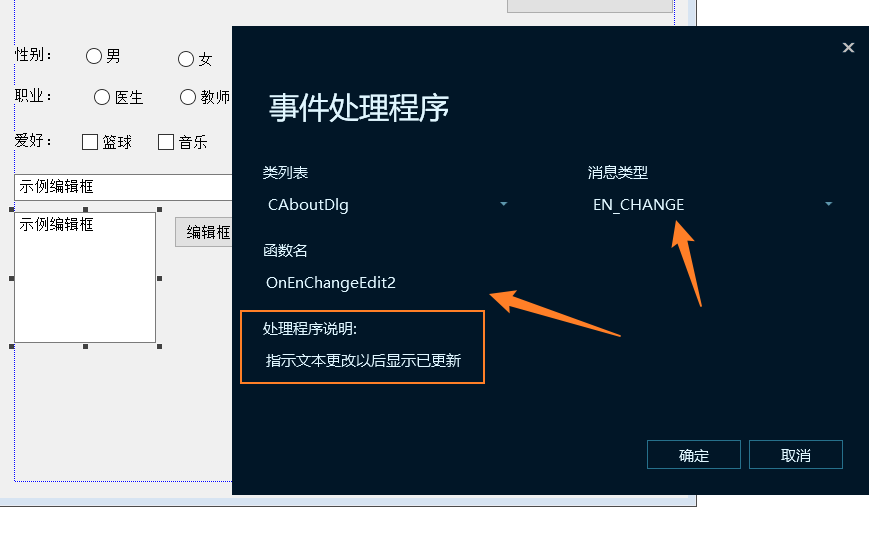 性别：
男
女
职业：
医生
教师
爱好：
篮球
音乐
示例编辑框
示例编辑框
编辑框
事件处理程序
类列表
消息类型
CAboutDlg
EN_CHANGE
函数名
OnEnChangeEdit2
处理程序说明:
指示文本更改以后显示已更新
确定
取消